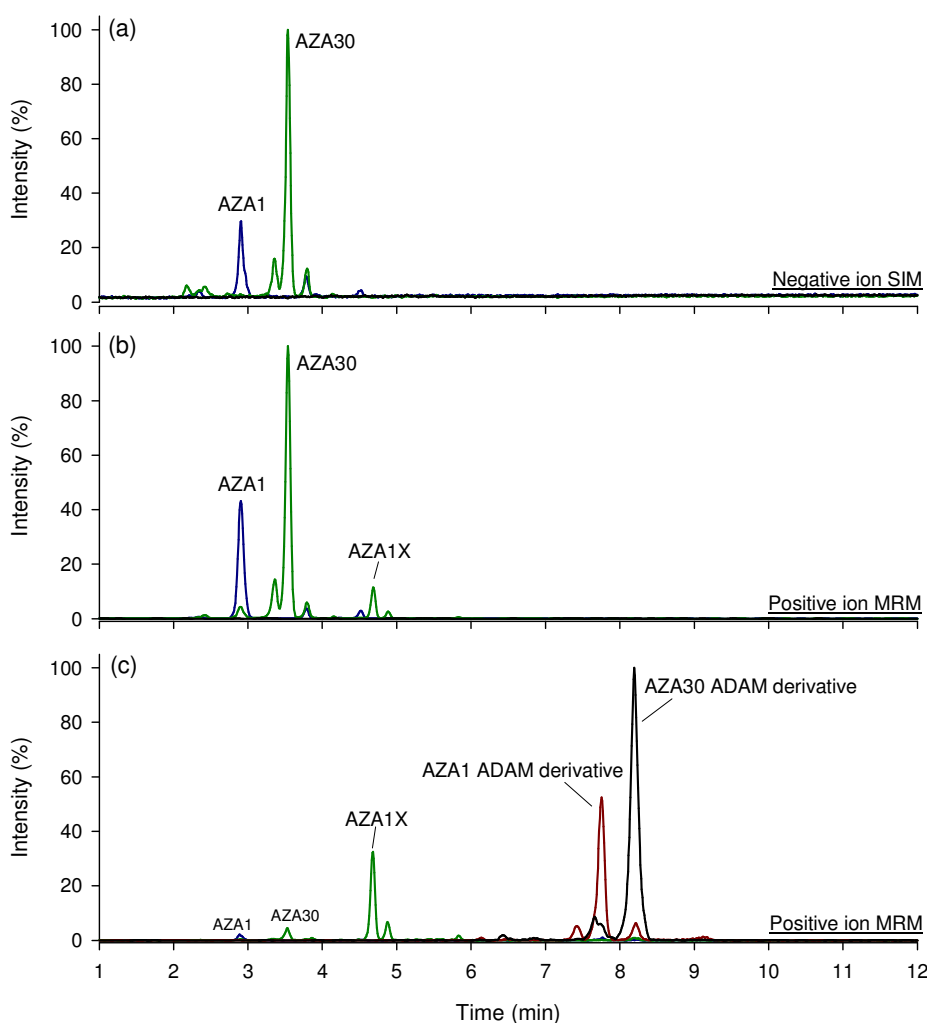 (a)
100
AZA30
80
Intensity (%)
60
40
AZA1
20
Negative ion SIM
0
(b)
100
AZA30
80
Intensity (%)
60
AZA1
40
AZA1X
20
Positive ion MRM
0
(c)
100
AZA30 ADAM derivative
80
Intensity (%)
AZA1 ADAM derivative
60
AZA1X
40
20
AZA1
AZA30
Positive ion MRM
0
1 2 3 4 5 6 7 8 9 10 11 12
Time (min)